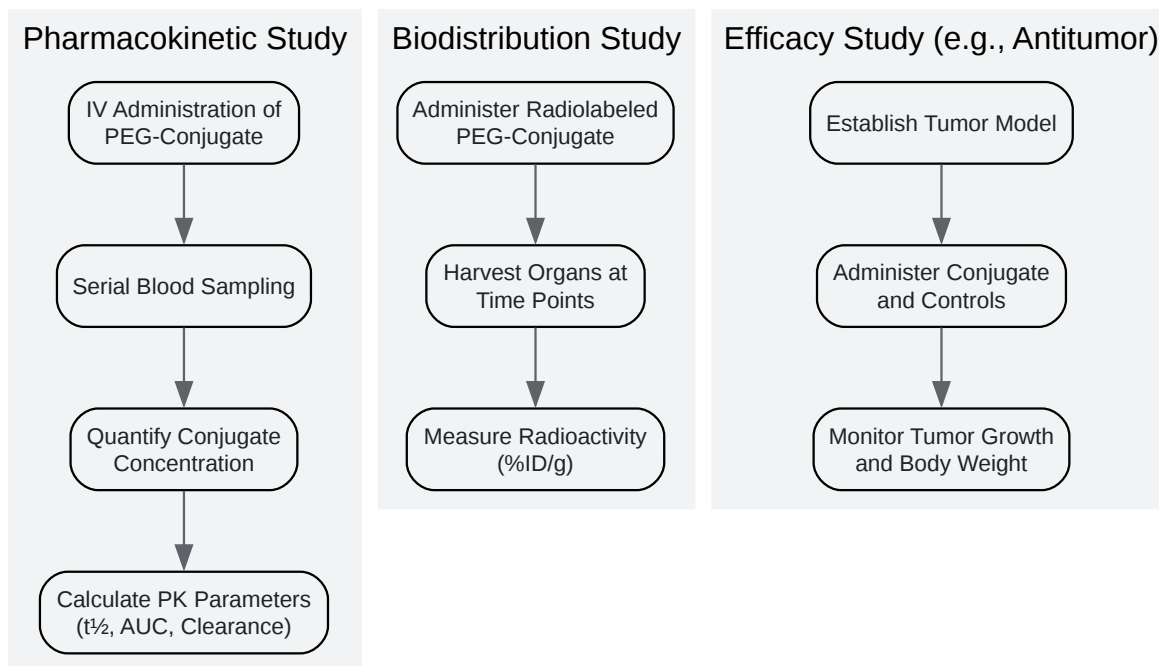 Pharmacokinetic Study
IV Administration of
PEG-Conjugate
Serial Blood Sampling
Quantify Conjugate
Concentration
Calculate PK Parameters
(t½, AUC, Clearance)
Biodistribution Study
Administer Radiolabeled
PEG-Conjugate
Harvest Organs at
Time Points
Measure Radioactivity
(%ID/g)
Efficacy Study (e.g., Antitumor)
Establish Tumor Model
Administer Conjugate
and Controls
Monitor Tumor Growth
and Body Weight